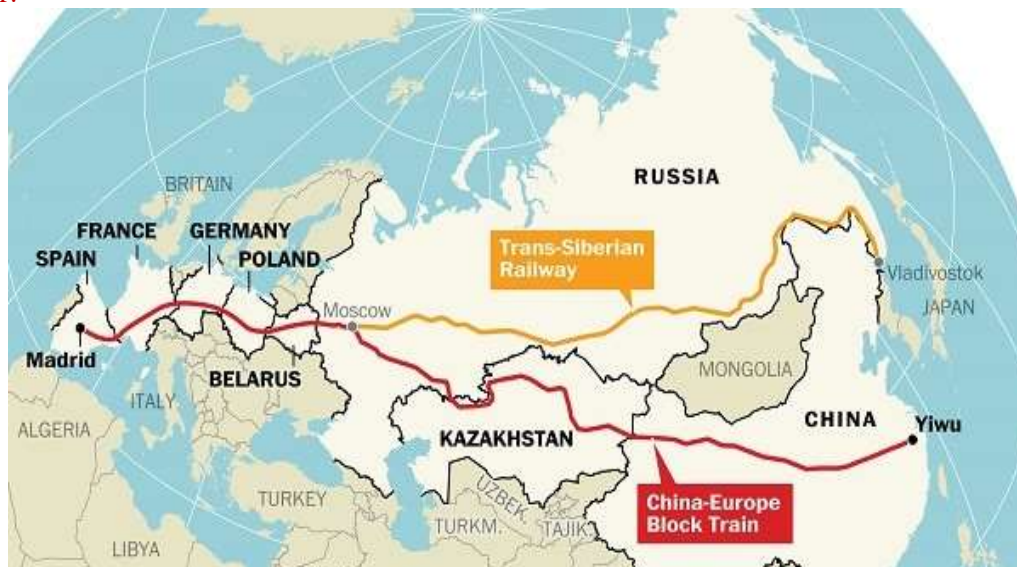 RUSSIA
BRITAIN
FRANCE
GERMANY
SPAIN
POLAND
Trans-Siberian
Railway
Vladivostok
Moscow
JAPAN
Madrid
MONGOLIA
BELARUS
ITALY
CHINA
Yiwu
ALGERIA
KAZAKHSTAN
TURKEY
UZBEK.
China-Europe
Block Train
TURKM.
TAJIK.
LIBYA